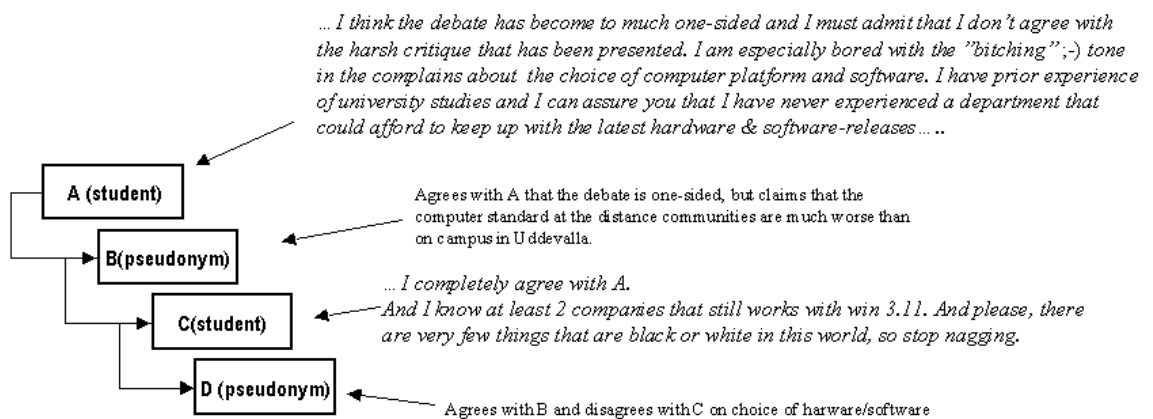 ... I think the debate has become to much one-sided and I must admit that I don't agree with
the harsh critique that has been presented. I am especially bored with the "bitching" ;-) tone
in the complains about the choice of computer platform and software. I have prior experience
of university studies and I can assure you that I have never experienced a department that
could afford to keep up with the latest hardware & software-releases.... ..
A (student)
Agrees with A that the debate is one-sided, but claims that the
computer standard at the distance communities are much worse than
on campus in Uddevalla.
B(pseudonym)
... I completely agree with A.
And I know at least 2 companies that still works with win 3.11. And please, there
are very few things that are black or white in this world, so stop nagging.
C(student)
D (pseudonym)
Agrees with B and disagrees with C on choice of harware/software